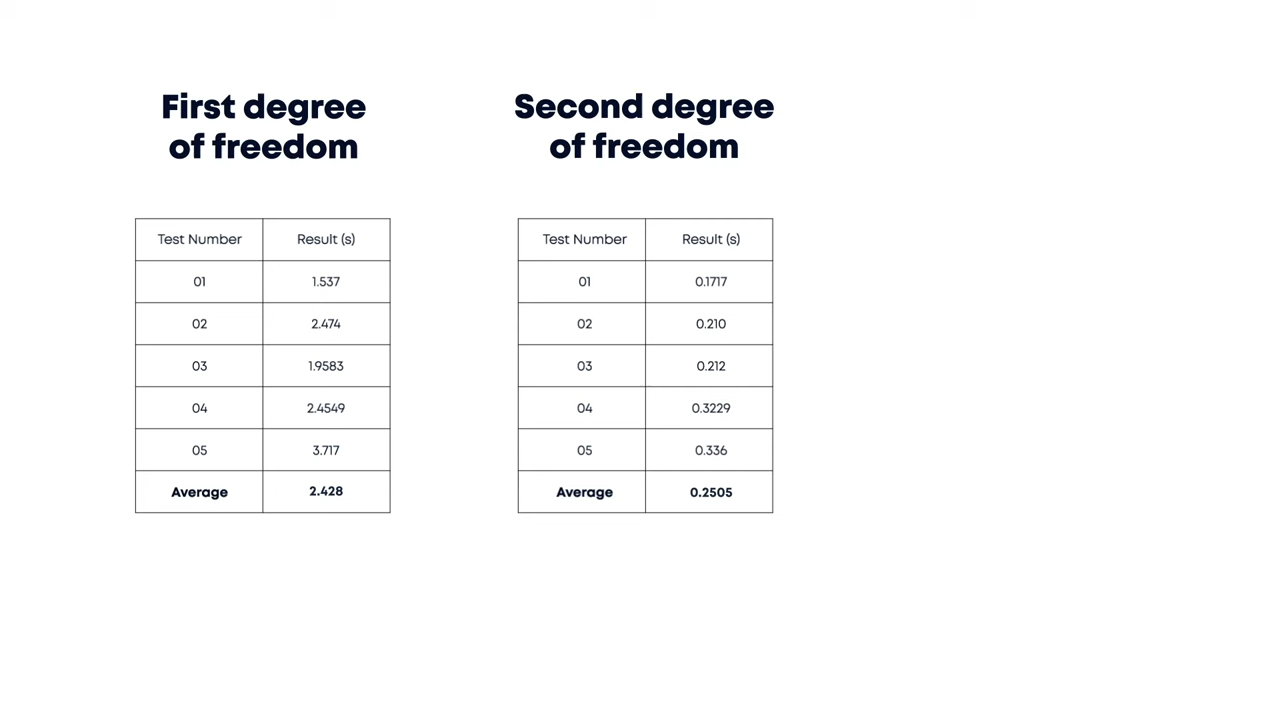 First degree
of freedom
Test Number Result (s)
01 1.537
02 2.474
03 1.9583
04 2.4549
05 3.717
Average 2.428
Second degree
of freedom
Test Number Result (s)
01 0.1717
02 0.210
03 0.212
04 0.3229
05 0.336
Average 0.2505